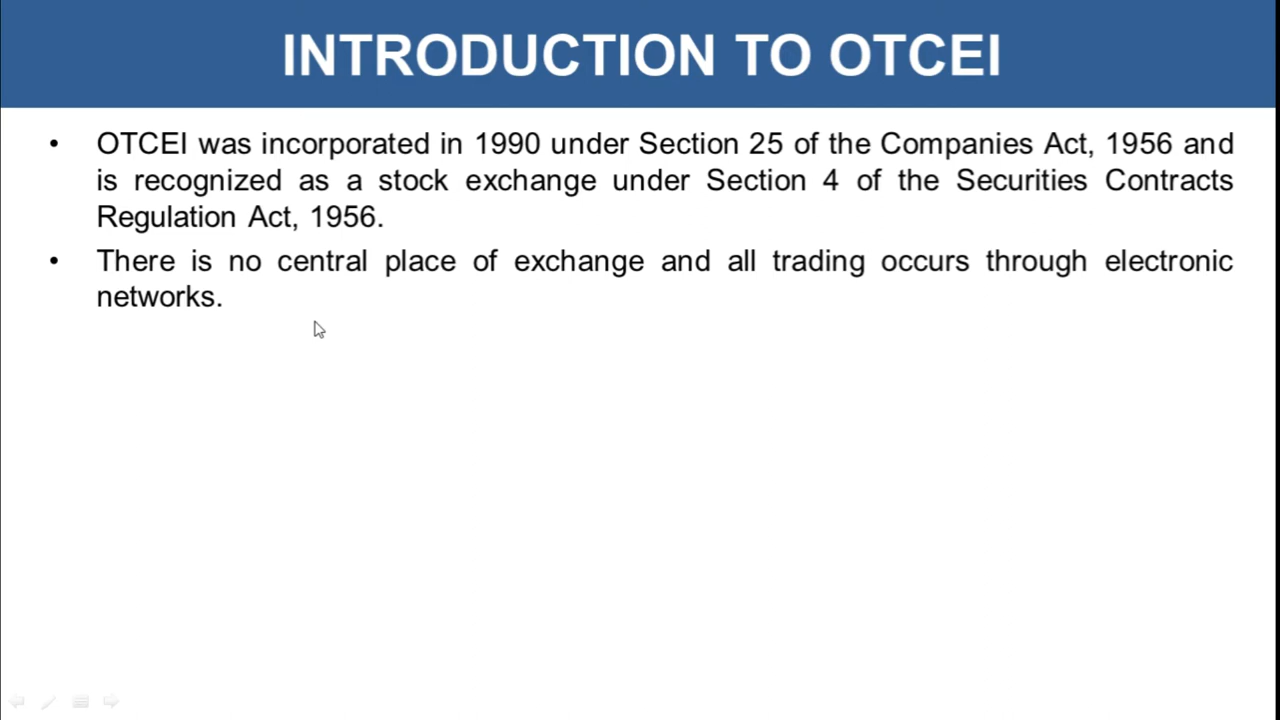 INTRODUCTION TO OTCEI
• OTCEI was incorporated in 1990 under Section 25 of the Companies Act, 1956 and
is recognized as a stock exchange under Section 4 of the Securities Contracts
Regulation Act, 1956.
• There is no central place of exchange and all trading occurs through electronic
networks.